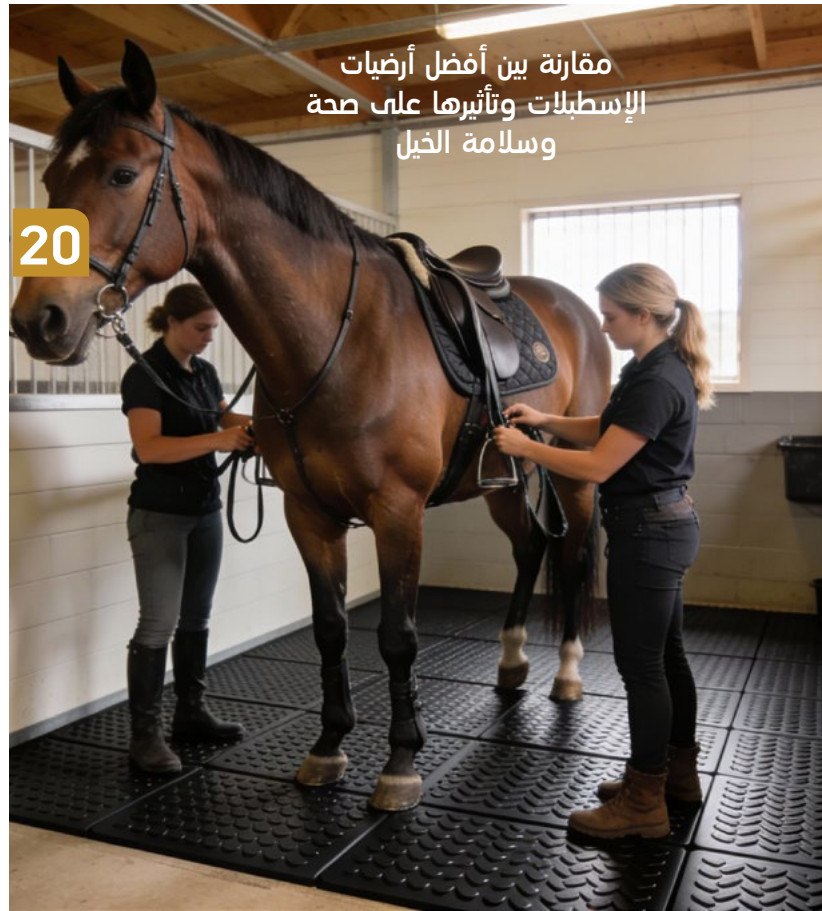 مقارنة بين أفضل أرضيات
الإسطبلات وتأثيرها على صحة
وسلامة الخيل
20